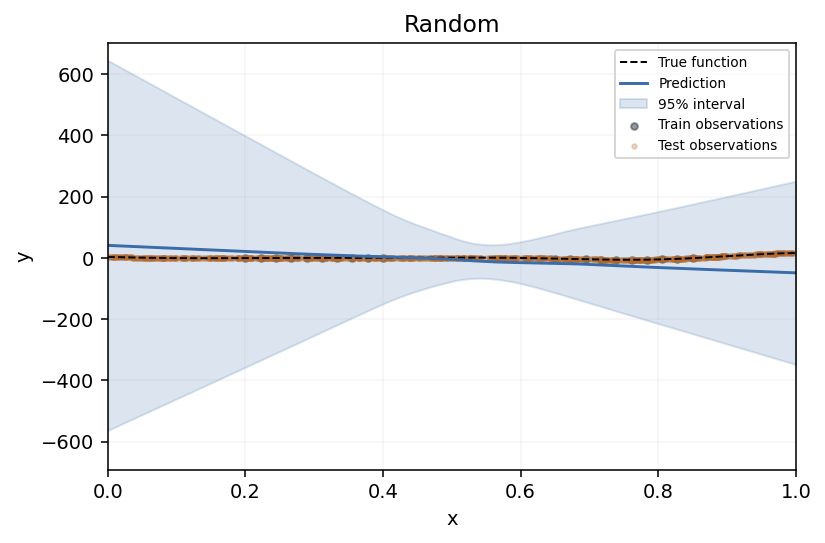 Random
600
400
200
0
−200
−400
−600
y
0.0 0.2 0.4 0.6 0.8 1.0
x
True function
Prediction
95% interval
Train observations
Test observations